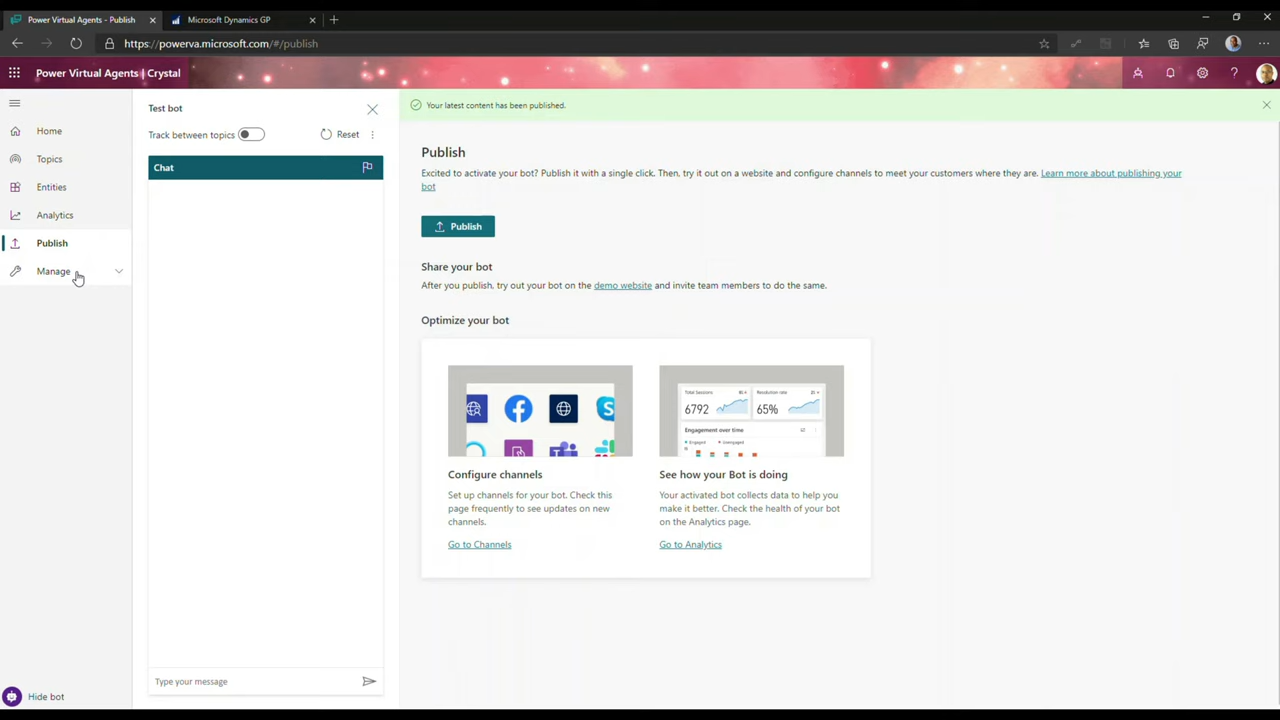 Power Virtual Agents - Publish
Microsoft Dynamics GP
https://powerva.microsoft.com/#/publish
Power Virtual Agents | Crystal
Home
Topics
Entities
Analytics
Publish
Manage
Hide bot
Test bot
Track between topics
Reset
Chat
Type your message
Your latest content has been published.
Publish
Excited to activate your bot? Publish it with a single click. Then, try it out on a website and configure channels to meet your customers where they are. Learn more about publishing your
bot
Publish
Share your bot
After you publish, try out your bot on the demo website and invite team members to do the same.
Optimize your bot
Configure channels
Set up channels for your bot. Check this
page frequently to see updates on new
channels.
Go to Channels
Total Sessions
6792
Resolution rate
65%
Engagement over time
Engaged
Unengaged
See how your Bot is doing
Your activated bot collects data to help you
make it better. Check the health of your bot
on the Analytics page.
Go to Analytics